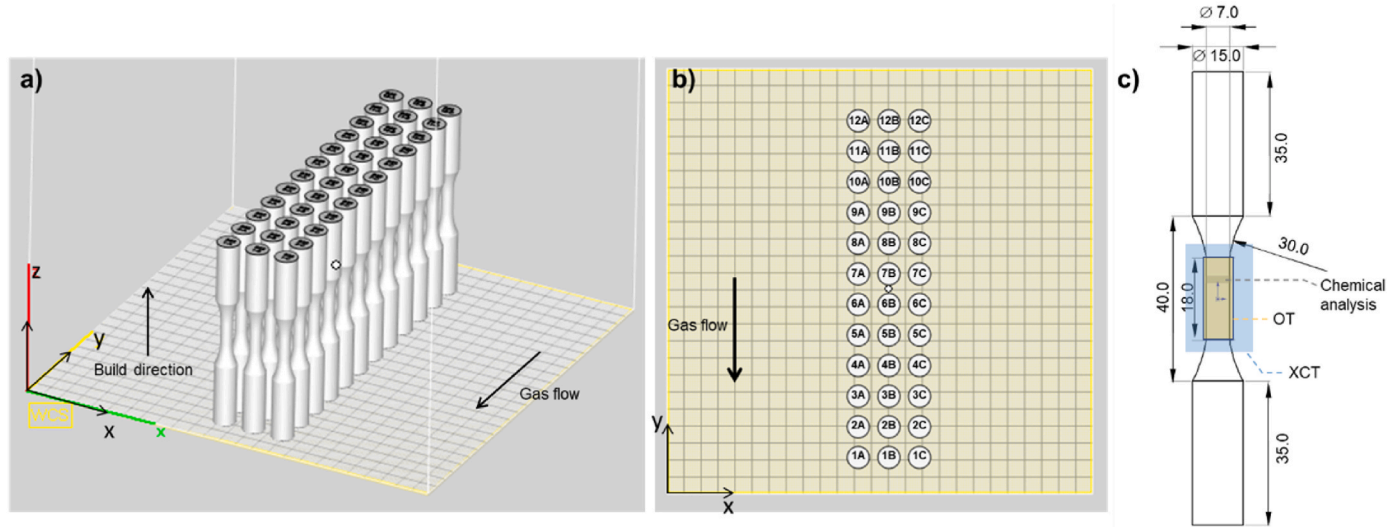 a)
z
y
Build direction
WCS
X
x
Gas flow
b)
12A 12B 12C
11A 11B 11C
10A 10B 10C
9A 9B 9C
8A 8B 8C
7A 7B 7C
Gas flow
6A 6B 6C
5A 5B 5C
4A 4B 4C
3A 3B 3C
2A 2B 2C
1A 1B 1C
y
x
c)
Ø 7.0
Ø 15.0
35.0
30.0
40.0
18.0
Chemical
analysis
OT
XCT
35.0